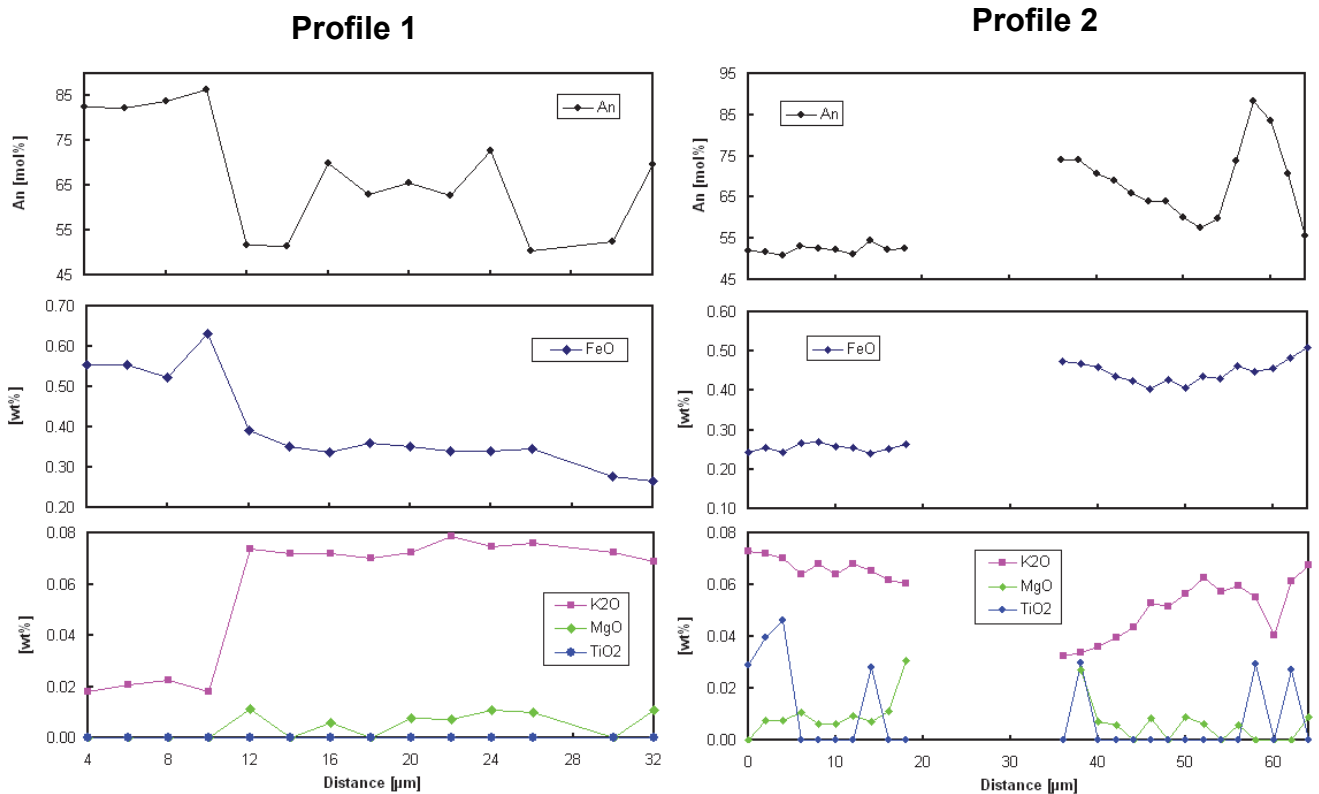 Profile 1
Profile 2
An [mol%]
85
75
65
55
45
An
[wt%]
0.70
0.60
0.50
0.40
0.30
0.20
FeO
[wt%]
0.08
0.06
0.04
0.02
0.00
K2O
MgO
TiO2
4
8
12
16
20
24
28
32
Distance [µm]
An [mol%]
95
85
75
65
55
45
An
[wt%]
0.60
0.50
0.40
0.30
0.20
0.10
FeO
[wt%]
0.08
0.06
0.04
0.02
0.00
K2O
MgO
TiO2
0
10
20
30
40
50
60
Distance [µm]